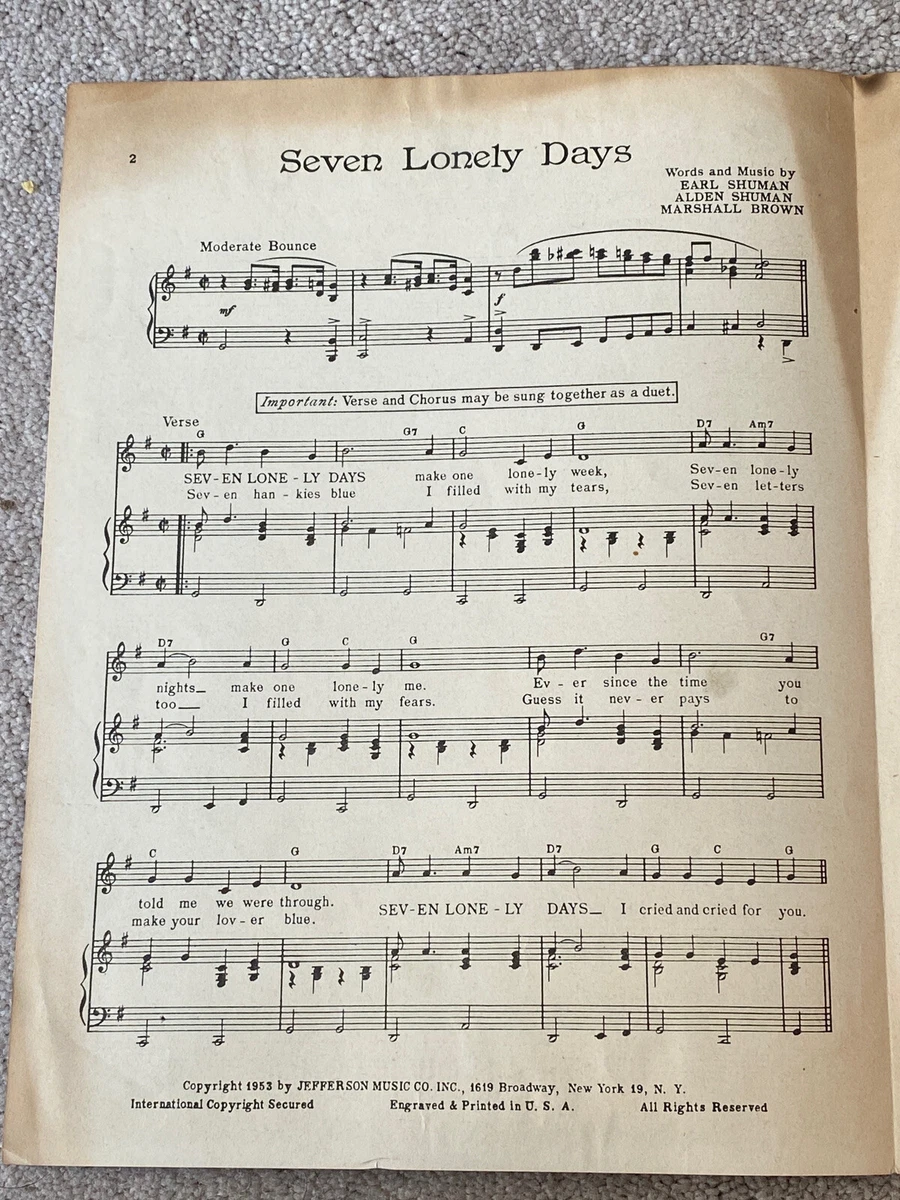 2
Seven Lonely Days
Words and Music by
EARL SHUMAN
ALDEN SHUMAN
MARSHALL BROWN
Moderate Bounce
mf
f
Important: Verse and Chorus may be sung together as a duet.
Verse
G G7 C G D7 Am7
SEV-EN LONE - LY DAYS make one lone-ly week, Sev-en lone-ly
Sev-en han-kies blue I filled with my tears, Sev-en let-ters
D7 G C G G7
nights_ make one lone-ly me. Ev-er since the time you
too_ I filled with my fears. Guess it nev-er pays to
C G D7 Am7 D7 G C G
told me we were through. SEV-EN LONE - LY DAYS_ I cried and cried for you.
make your lov-er blue.
Copyright 1953 by JEFFERSON MUSIC CO. INC., 1619 Broadway, New York 19, N. Y.
International Copyright Secured Engraved & Printed in U. S. A. All Rights Reserved